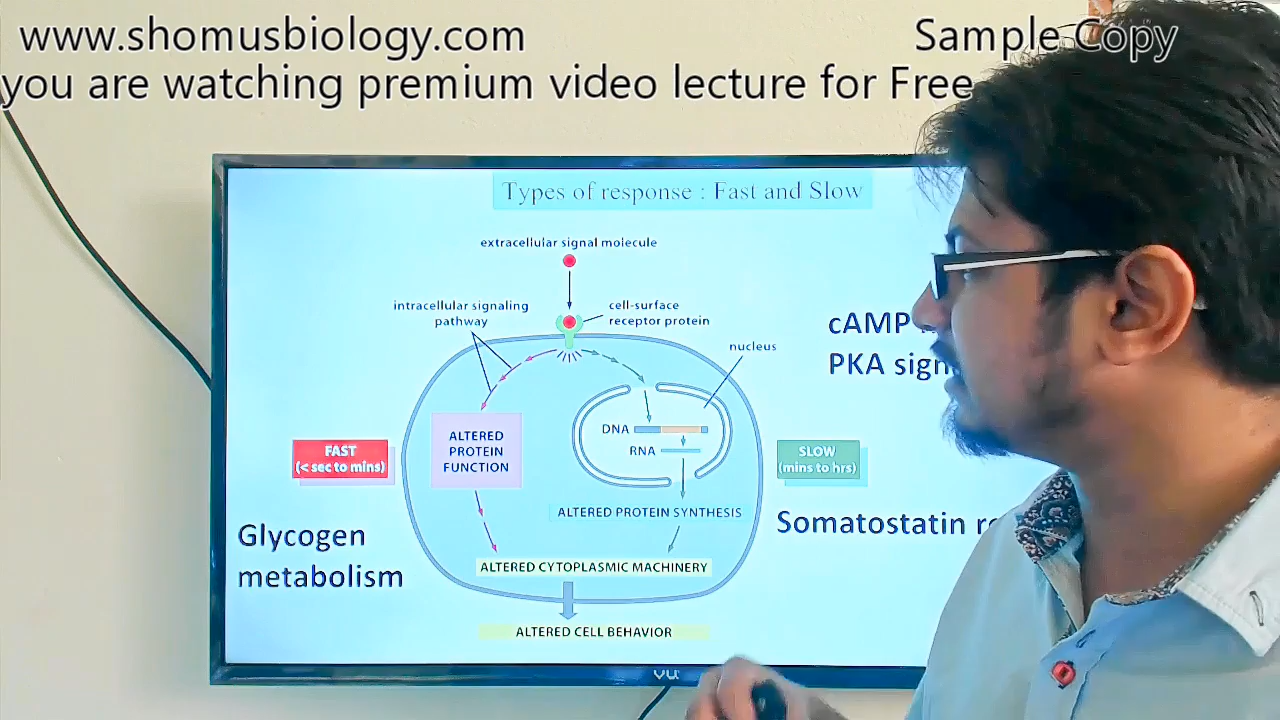 www.shomusbiology.com
Sample Copy
you are watching premium video lecture for Free
Types of response : Fast and Slow
extracellular signal molecule
intracellular signaling
pathway
cell-surface
receptor protein
nucleus
cAMP
PKA
DNA
RNA
ALTERED
PROTEIN
FUNCTION
FAST
(< sec to mins)
SLOW
(mins to hrs)
ALTERED PROTEIN SYNTHESIS
Glycogen
metabolism
Somatostatin
ALTERED CYTOPLASMIC MACHINERY
ALTERED CELL BEHAVIOR
VU